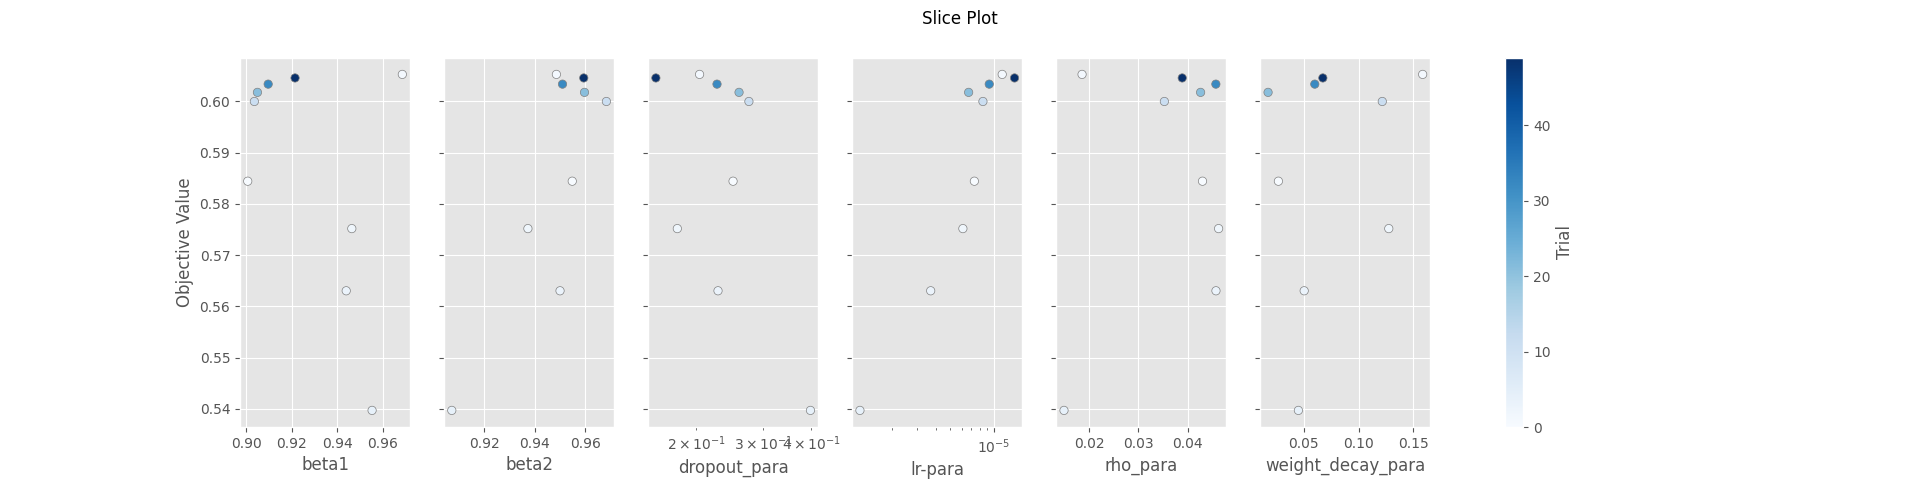 Slice Plot
Objective Value
0.60
0.59
0.58
0.57
0.56
0.55
0.54
0.90 0.92 0.94 0.96
beta1
0.92 0.94 0.96
beta2
2 × 10⁻¹ 3 × 10⁻¹ 4 × 10⁻¹
dropout_para
10⁻⁵
lr-para
0.02 0.03 0.04
rho_para
0.05 0.10 0.15
weight_decay_para
40
30
20
10
0
Trial